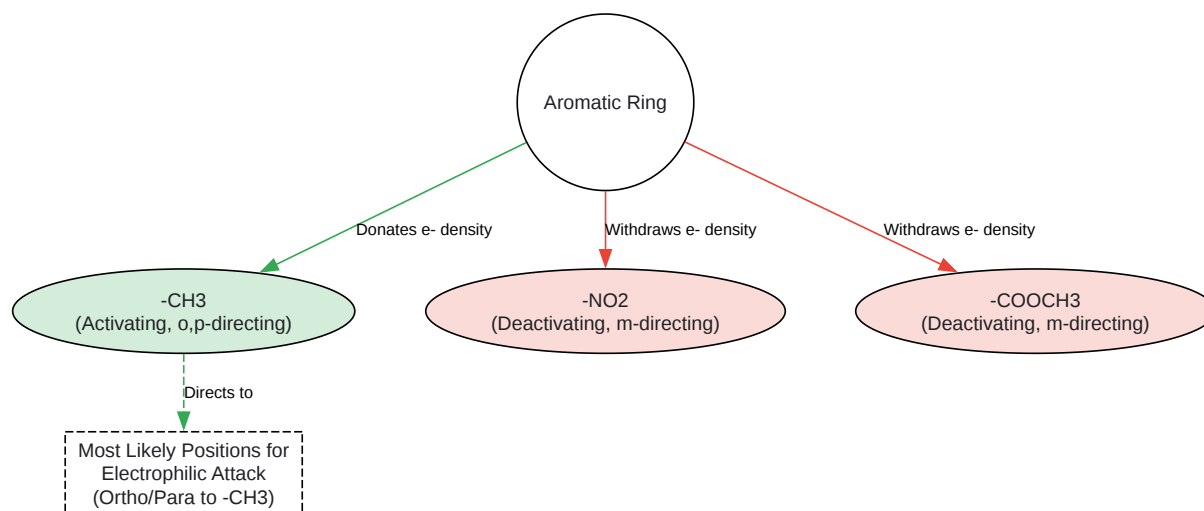 Aromatic Ring
Donates e- density
Withdraws e- density
Withdraws e- density
-CH3
(Activating, o,p-directing)
-NO2
(Deactivating, m-directing)
-COOCH3
(Deactivating, m-directing)
Directs to
Most Likely Positions for
Electrophilic Attack
(Ortho/Para to -CH3)